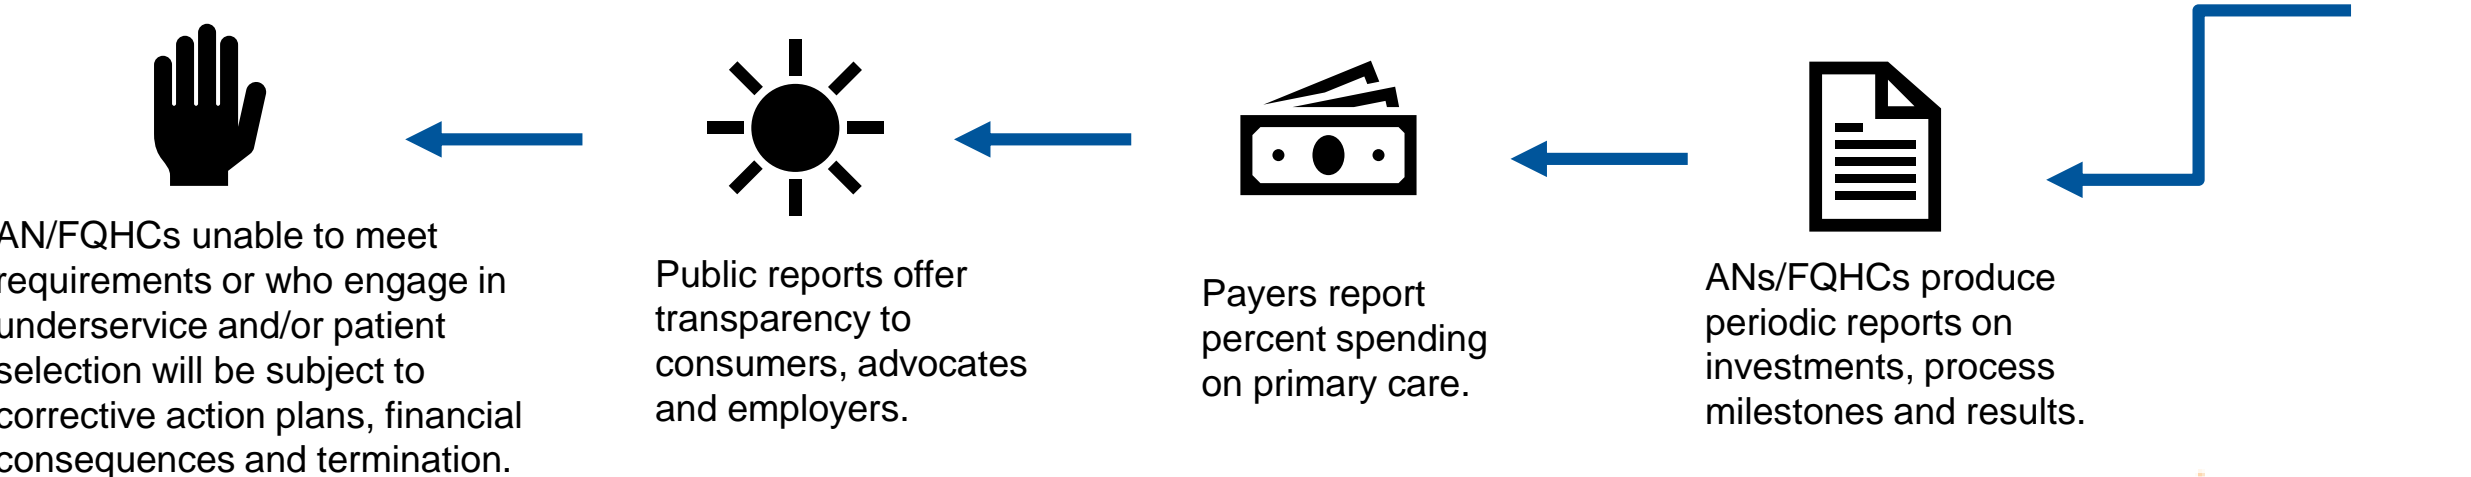 AN/FQHCs unable to meet
requirements or who engage in
underservice and/or patient
selection will be subject to
corrective action plans, financial
consequences and termination.
Public reports offer
transparency to
consumers, advocates
and employers.
Payers report
percent spending
on primary care.
ANs/FQHCs produce
periodic reports on
investments, process
milestones and results.